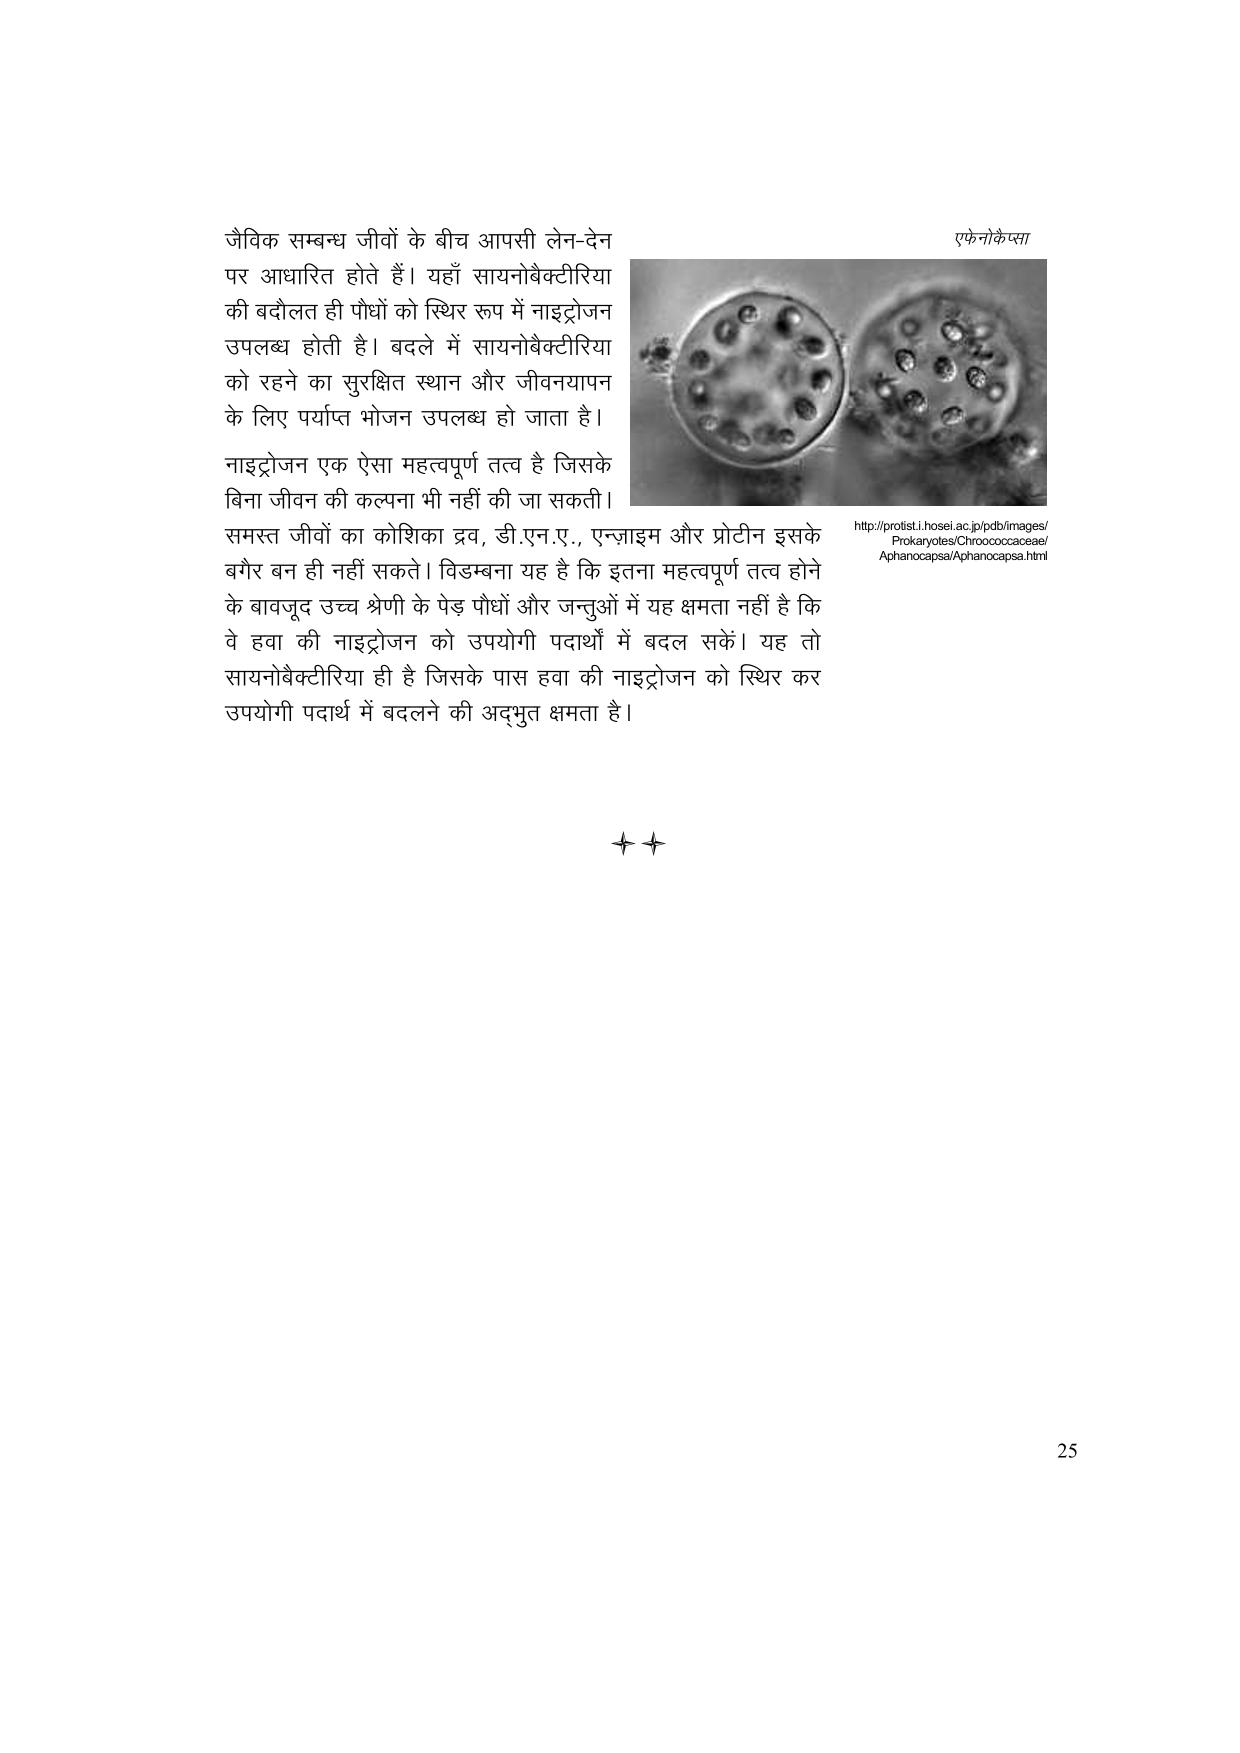 जैविक सम्बन्ध जीवों के बीच आपसी लेन-देन
पर आधारित होते हैं। यहाँ सायनोबैक्टीरिया
की बदौलत ही पौधों को स्थिर रूप में नाइट्रोजन
उपलब्ध होती है। बदले में सायनोबैक्टीरिया
को रहने का सुरक्षित स्थान और जीवनयापन
के लिए पर्याप्त भोजन उपलब्ध हो जाता है।
नाइट्रोजन एक ऐसा महत्वपूर्ण तत्व है जिसके
बिना जीवन की कल्पना भी नहीं की जा सकती।
समस्त जीवों का कोशिका द्रव, डी.एन.ए., एन्ज़ाइम और प्रोटीन इसके
बगैर बन ही नहीं सकते। विडम्बना यह है कि इतना महत्वपूर्ण तत्व होने
के बावजूद उच्च श्रेणी के पेड़ पौधों और जन्तुओं में यह क्षमता नहीं है कि
वे हवा की नाइट्रोजन को उपयोगी पदार्थों में बदल सकें। यह तो
सायनोबैक्टीरिया ही है जिसके पास हवा की नाइट्रोजन को स्थिर कर
उपयोगी पदार्थ में बदलने की अद्‌भुत क्षमता है।
एफेनोकैप्सा
http://protist.i.hosei.ac.jp/pdb/images/
Prokaryotes/Chroococcaceae/
Aphanocapsa/Aphanocapsa.html
25